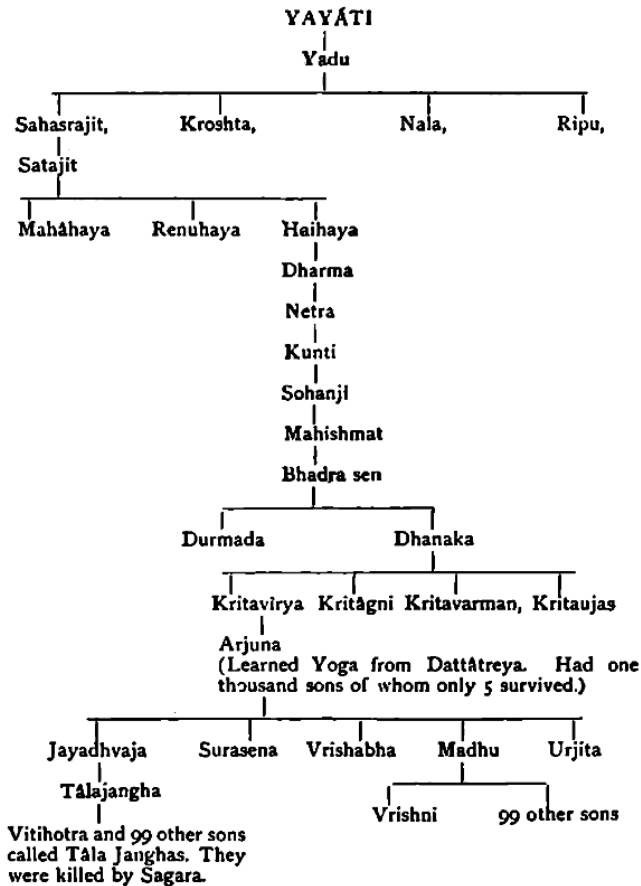 YAYÁTI
Yadu
Sahasrajit, Kroshta, Nala, Ripu,
Satajit
Mahâhaya Renuhaya Haihaya
Dharma
Netra
Kunti
Sohanji
Mahishmat
Bhadra sen
Durmada Dhanaka
Kritavîrya Kritâgni Kritavarman, Kritaujas
Arjuna
(Learned Yoga from Dattâtreya. Had one
thousand sons of whom only 5 survived.)
Jayadhvaja Surasena Vrishabha Madhu Urjita
Tâlajangha
Vrishni 99 other sons
Vitihotra and 99 other sons
called Tâla Janghas. They
were killed by Sagara.